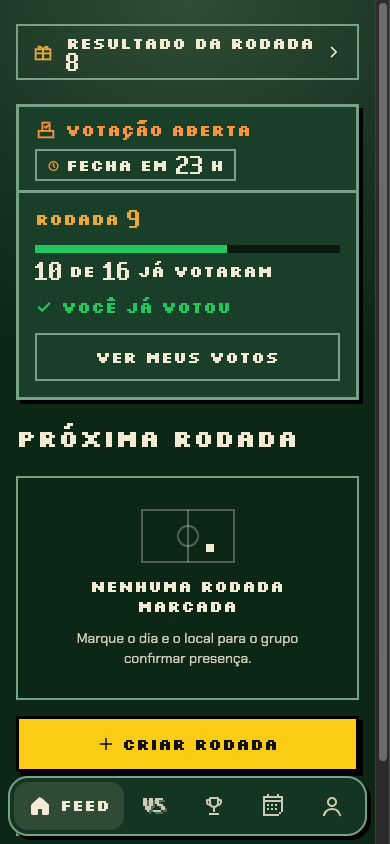 RESULTADO DA RODADA
8
VOTAÇÃO ABERTA
FECHA EM 23 H
RODADA 9
10 DE 16 JÁ VOTARAM
VOCÊ JÁ VOTOU
VER MEUS VOTOS
PRÓXIMA RODADA
NENHUMA RODADA
MARCADA
Marque o dia e o local para o grupo
confirmar presença.
+ CRIAR RODADA
FEED
VS